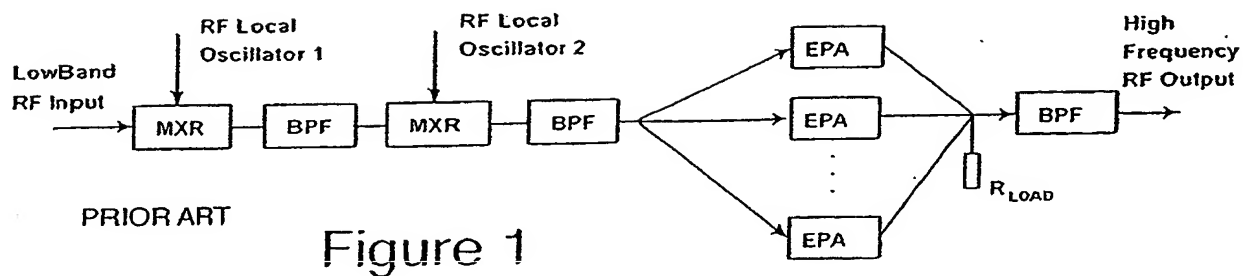 RF Local
Oscillator 1
RF Local
Oscillator 2
High
Frequency
RF Output
LowBand
RF Input
MXR
BPF
MXR
BPF
EPA
EPA
EPA
BPF
R LOAD
PRIOR ART
Figure 1